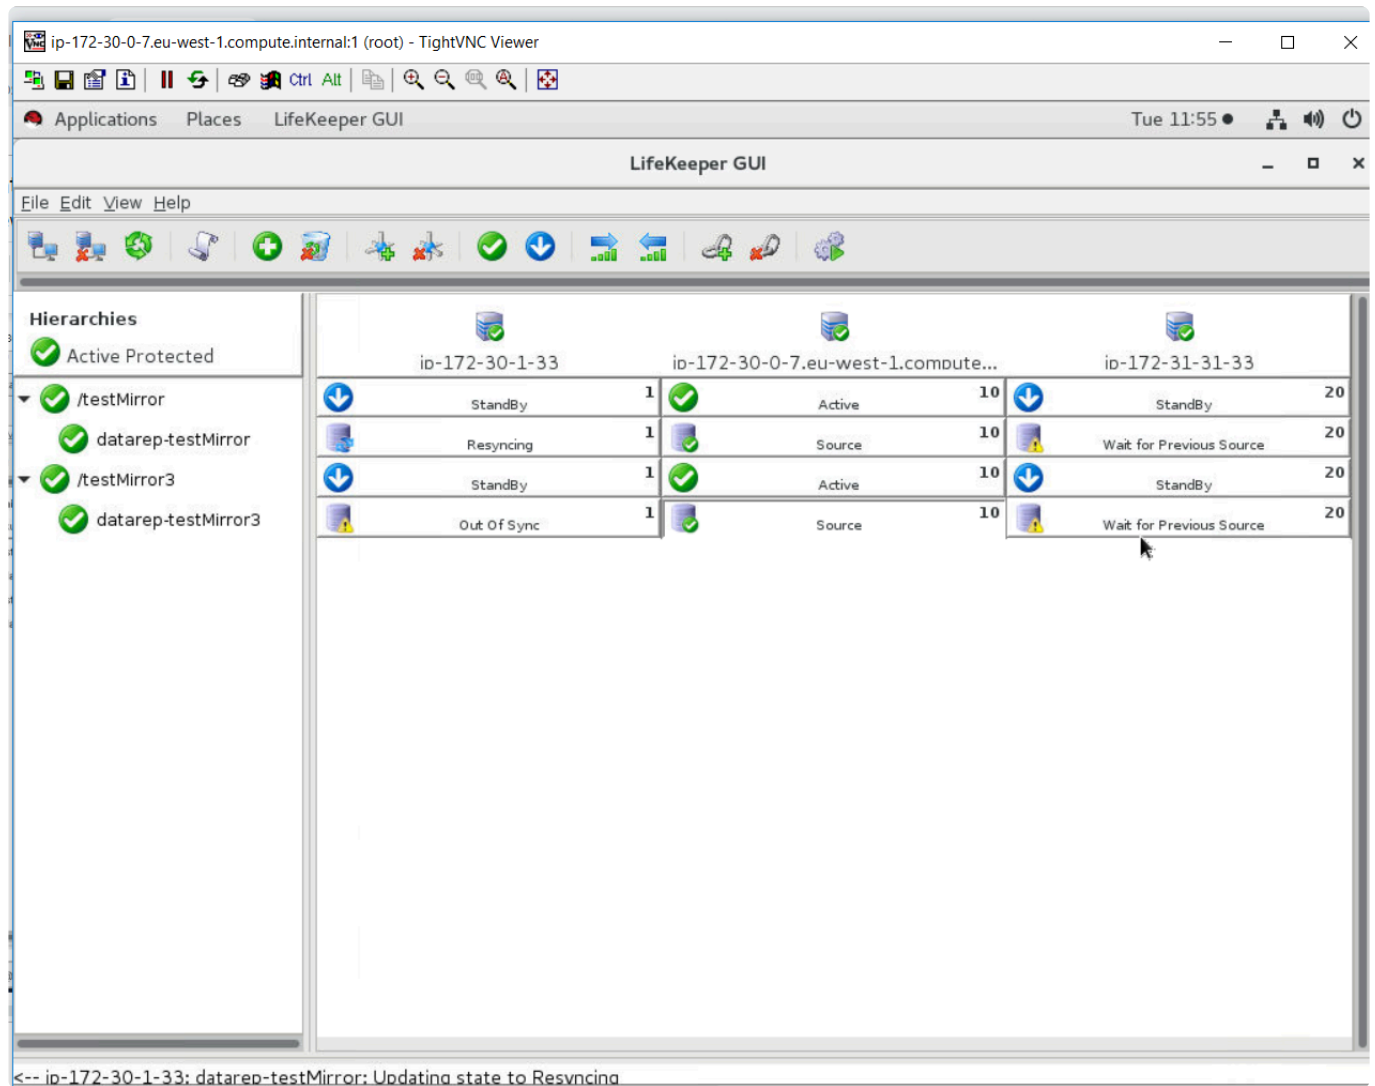 ip-172-30-0-7.eu-west-1.compute.internal:1 (root) - TightVNC Viewer
Ctrl Alt
Applications Places LifeKeeper GUI Tue 11:55
LifeKeeper GUI
File Edit View Help
Hierarchies
Active Protected
ip-172-30-1-33 ip-172-30-0-7.eu-west-1.compute... ip-172-31-31-33
/testMirror StandBy 1 Active 10 StandBy 20
datarep-testMirror Resyncing 1 Source 10 Wait for Previous Source 20
/testMirror3 StandBy 1 Active 10 StandBy 20
datarep-testMirror3 Out Of Sync 1 Source 10 Wait for Previous Source 20
<-- ip-172-30-1-33: datarep-testMirror: Updating state to Resyncing